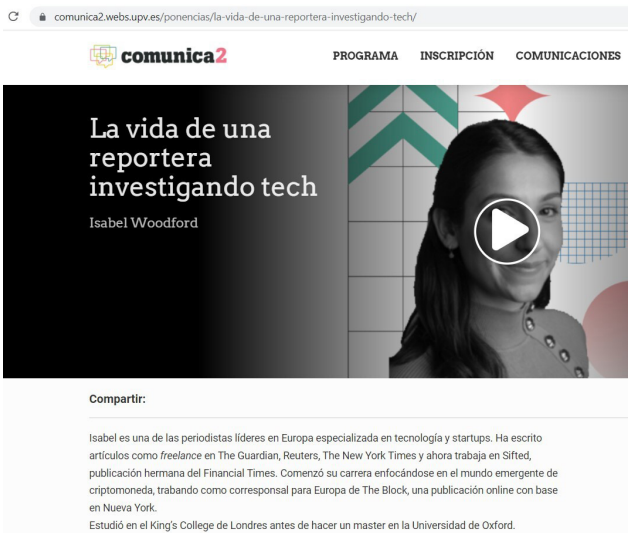 comunica2.webs.upv.es/ponencias/la-vida-de-una-reportera-investigando-tech/
comunica2
PROGRAMA INSCRIPCIÓN COMUNICACIONES
La vida de una
reportera
investigando tech
Isabel Woodford
Compartir:
Isabel es una de las periodistas líderes en Europa especializada en tecnología y startups. Ha escrito
artículos como freelance en The Guardian, Reuters, The New York Times y ahora trabaja en Sifted,
publicación hermana del Financial Times. Comenzó su carrera enfocándose en el mundo emergente de
criptomoneda, trabando como corresponsal para Europa de The Block, una publicación online con base
en Nueva York.
Estudió en el King's College de Londres antes de hacer un master en la Universidad de Oxford.